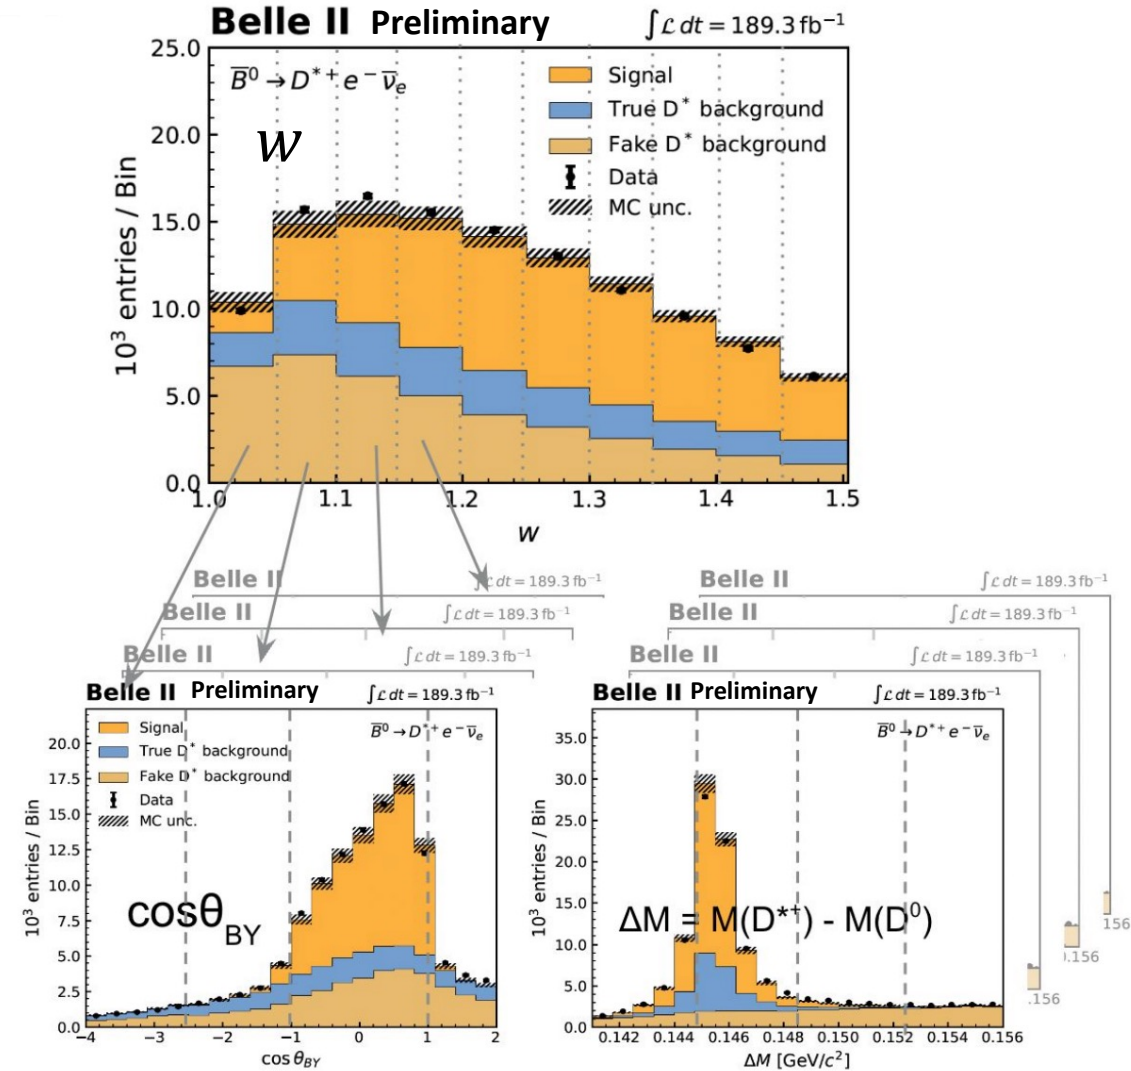 Belle II Preliminary ∫ℒ dt = 189.3 fb⁻¹
B̅⁰ → D*⁺ e⁻ ν̅ₑ
w
Signal
True D* background
Fake D* background
Data
MC unc.
10³ entries / Bin
25.0
20.0
15.0
10.0
5.0
0.0
1.0 1.1 1.2 1.3 1.4 1.5
w
Belle II ∫ℒ dt = 189.3 fb⁻¹
Belle II ∫ℒ dt = 189.3 fb⁻¹
Belle II ∫ℒ dt = 189.3 fb⁻¹
Belle II Preliminary ∫ℒ dt = 189.3 fb⁻¹
B̅⁰ → D*⁺ e⁻ ν̅ₑ
Signal
True D* background
Fake D* background
Data
MC unc.
cosθ_BY
10³ entries / Bin
20.0
17.5
15.0
12.5
10.0
7.5
5.0
2.5
0.0
−4 −3 −2 −1 0 1 2
cos θ_BY
Belle II ∫ℒ dt = 189.3 fb⁻¹
Belle II ∫ℒ dt = 189.3 fb⁻¹
Belle II ∫ℒ dt = 189.3 fb⁻¹
Belle II Preliminary ∫ℒ dt = 189.3 fb⁻¹
B̅⁰ → D*⁺ e⁻ ν̅ₑ
ΔM = M(D*⁺) - M(D⁰)
10³ entries / Bin
35.0
30.0
25.0
20.0
15.0
10.0
5.0
0.0
0.142 0.144 0.146 0.148 0.150 0.152 0.154 0.156
ΔM [GeV/c²]
156
0.156
.156